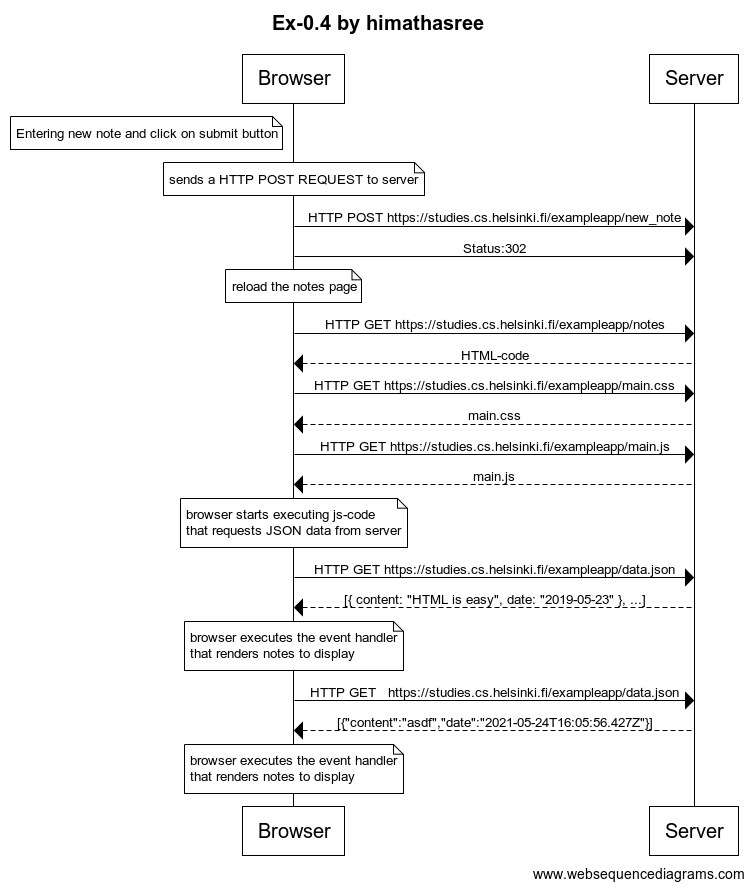 Ex-0.4 by himathasree
Browser
Server
Entering new note and click on submit button
sends a HTTP POST REQUEST to server
HTTP POST https://studies.cs.helsinki.fi/exampleapp/new_note
Status:302
reload the notes page
HTTP GET https://studies.cs.helsinki.fi/exampleapp/notes
HTML-code
HTTP GET https://studies.cs.helsinki.fi/exampleapp/main.css
main.css
HTTP GET https://studies.cs.helsinki.fi/exampleapp/main.js
main.js
browser starts executing js-code
that requests JSON data from server
HTTP GET https://studies.cs.helsinki.fi/exampleapp/data.json
[{ content: "HTML is easy", date: "2019-05-23" }, ...]
browser executes the event handler
that renders notes to display
HTTP GET   https://studies.cs.helsinki.fi/exampleapp/data.json
[{"content":"asdf","date":"2021-05-24T16:05:56.427Z"}]
browser executes the event handler
that renders notes to display
Browser
Server
www.websequencediagrams.com